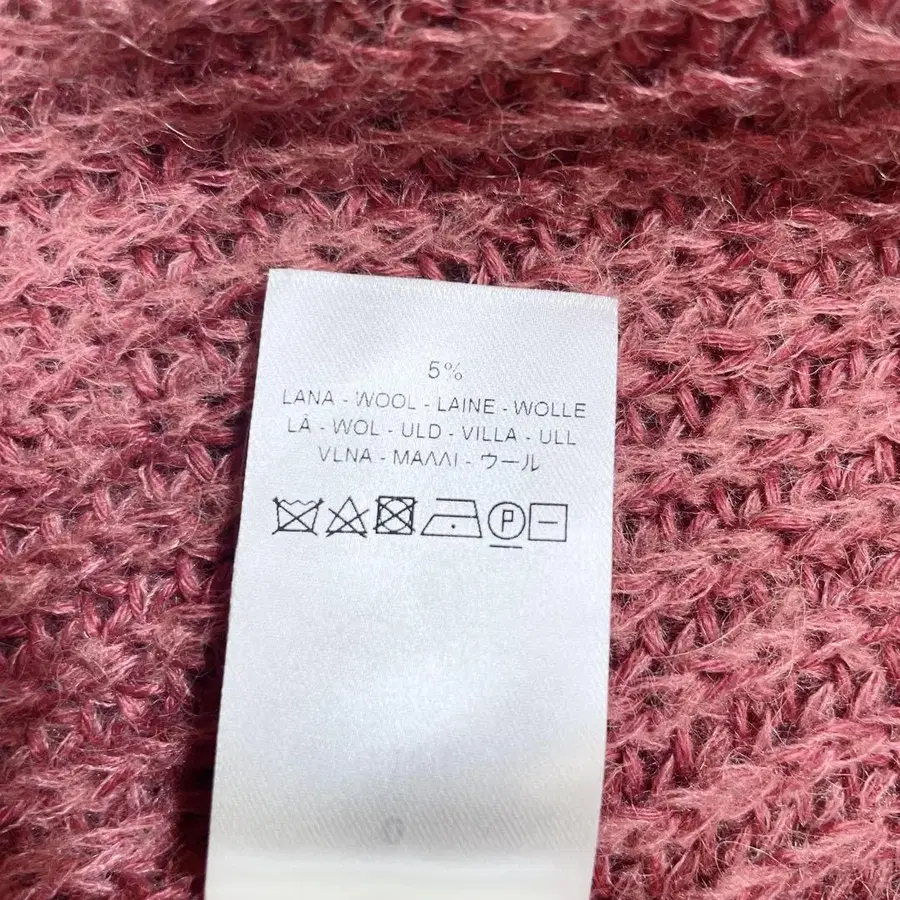 5%
LANA - WOOL - LAINE - WOLLE
LÃ - WOL - ULD - VILLA - ULL
VLNA - ΜΑΛΛΙ - ウール
P